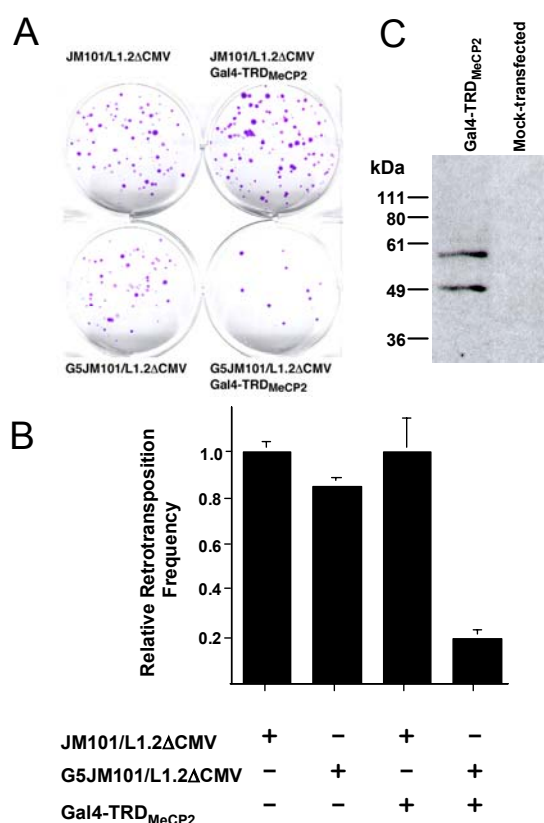 A
JM101/L1.2ΔCMV
JM101/L1.2ΔCMV
Gal4-TRDMeCP2
G5JM101/L1.2ΔCMV
G5JM101/L1.2ΔCMV
Gal4-TRDMeCP2
C
Gal4-TRDMeCP2
Mock-transfected
kDa
111
80
61
49
36
B
Relative Retrotransposition
Frequency
1.0
0.8
0.6
0.4
0.2
JM101/L1.2ΔCMV + – + –
G5JM101/L1.2ΔCMV – + – +
Gal4-TRDMeCP2 – – + +